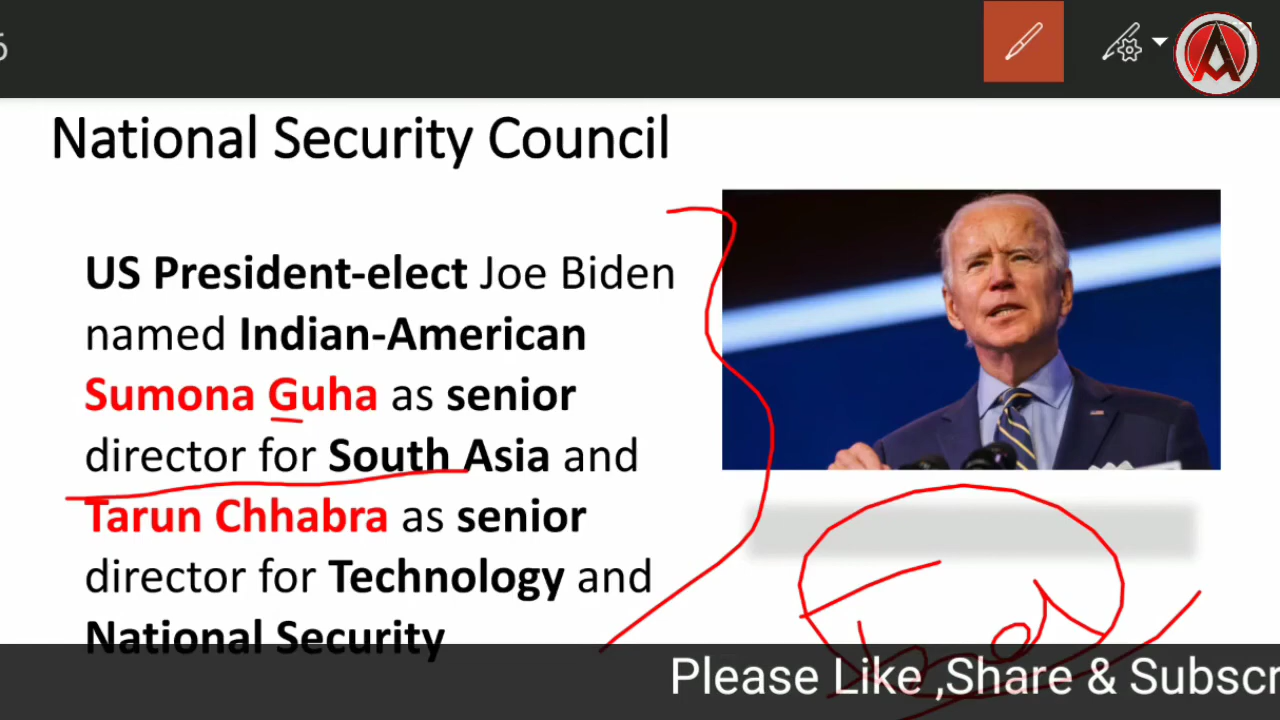 6
National Security Council
US President-elect Joe Biden
named Indian-American
Sumona Guha as senior
director for South Asia and
Tarun Chhabra as senior
director for Technology and
National Security
Please Like ,Share & Subscr